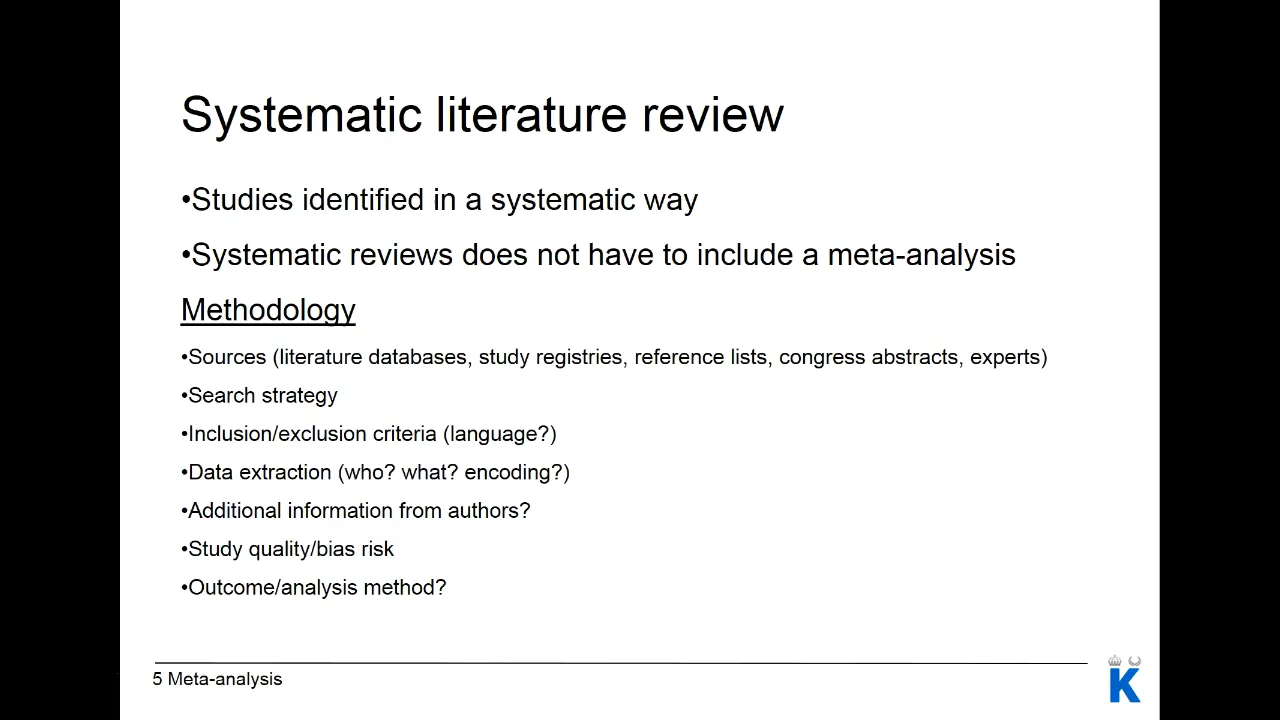 Systematic literature review
•Studies identified in a systematic way
•Systematic reviews does not have to include a meta-analysis
Methodology
•Sources (literature databases, study registries, reference lists, congress abstracts, experts)
•Search strategy
•Inclusion/exclusion criteria (language?)
•Data extraction (who? what? encoding?)
•Additional information from authors?
•Study quality/bias risk
•Outcome/analysis method?
5 Meta-analysis
K